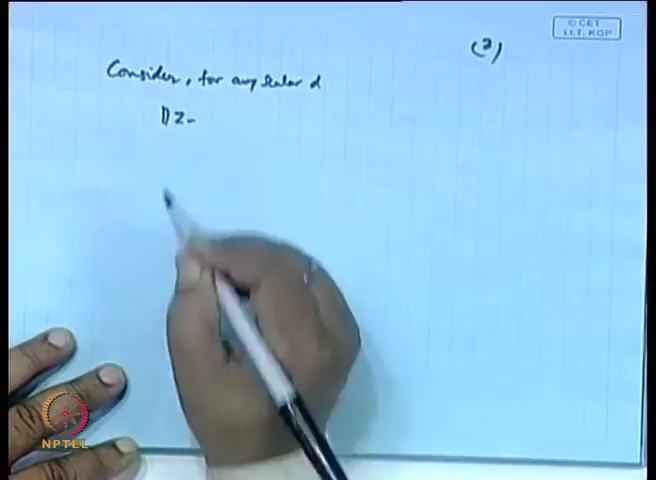 © CET
I.I.T. KGP
(2)
Consider, for any scalar α
||z-
NPTEL